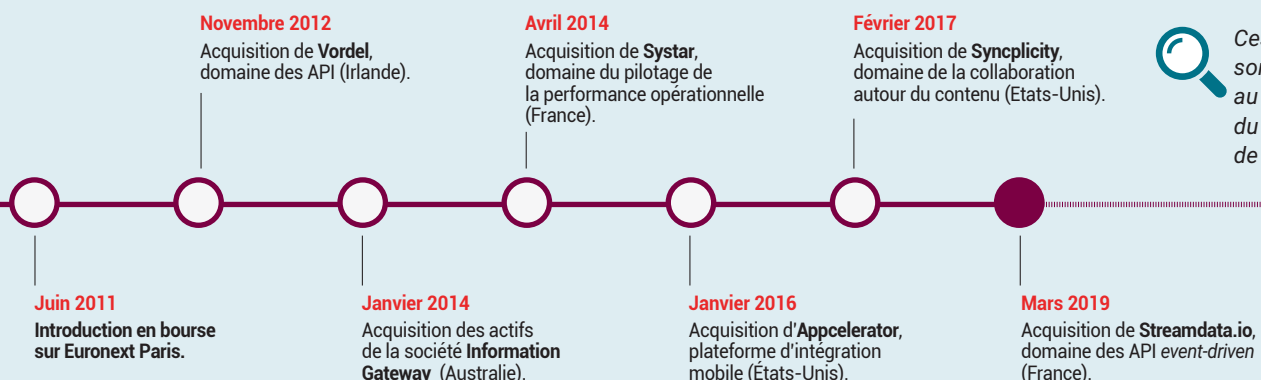 Novembre 2012
Acquisition de Vordel,
domaine des API (Irlande).
Avril 2014
Acquisition de Systar,
domaine du pilotage de
la performance opérationnelle
(France).
Février 2017
Acquisition de Syncplicity,
domaine de la collaboration
autour du contenu (Etats-Unis).
au
du
de
Juin 2011
Introduction en bourse
sur Euronext Paris.
Janvier 2014
Acquisition des actifs
de la société Information
Gateway (Australie).
Janvier 2016
Acquisition d'Appcelerator,
plateforme d'intégration
mobile (États-Unis).
Mars 2019
Acquisition de Streamdata.io,
domaine des API event-driven
(France).